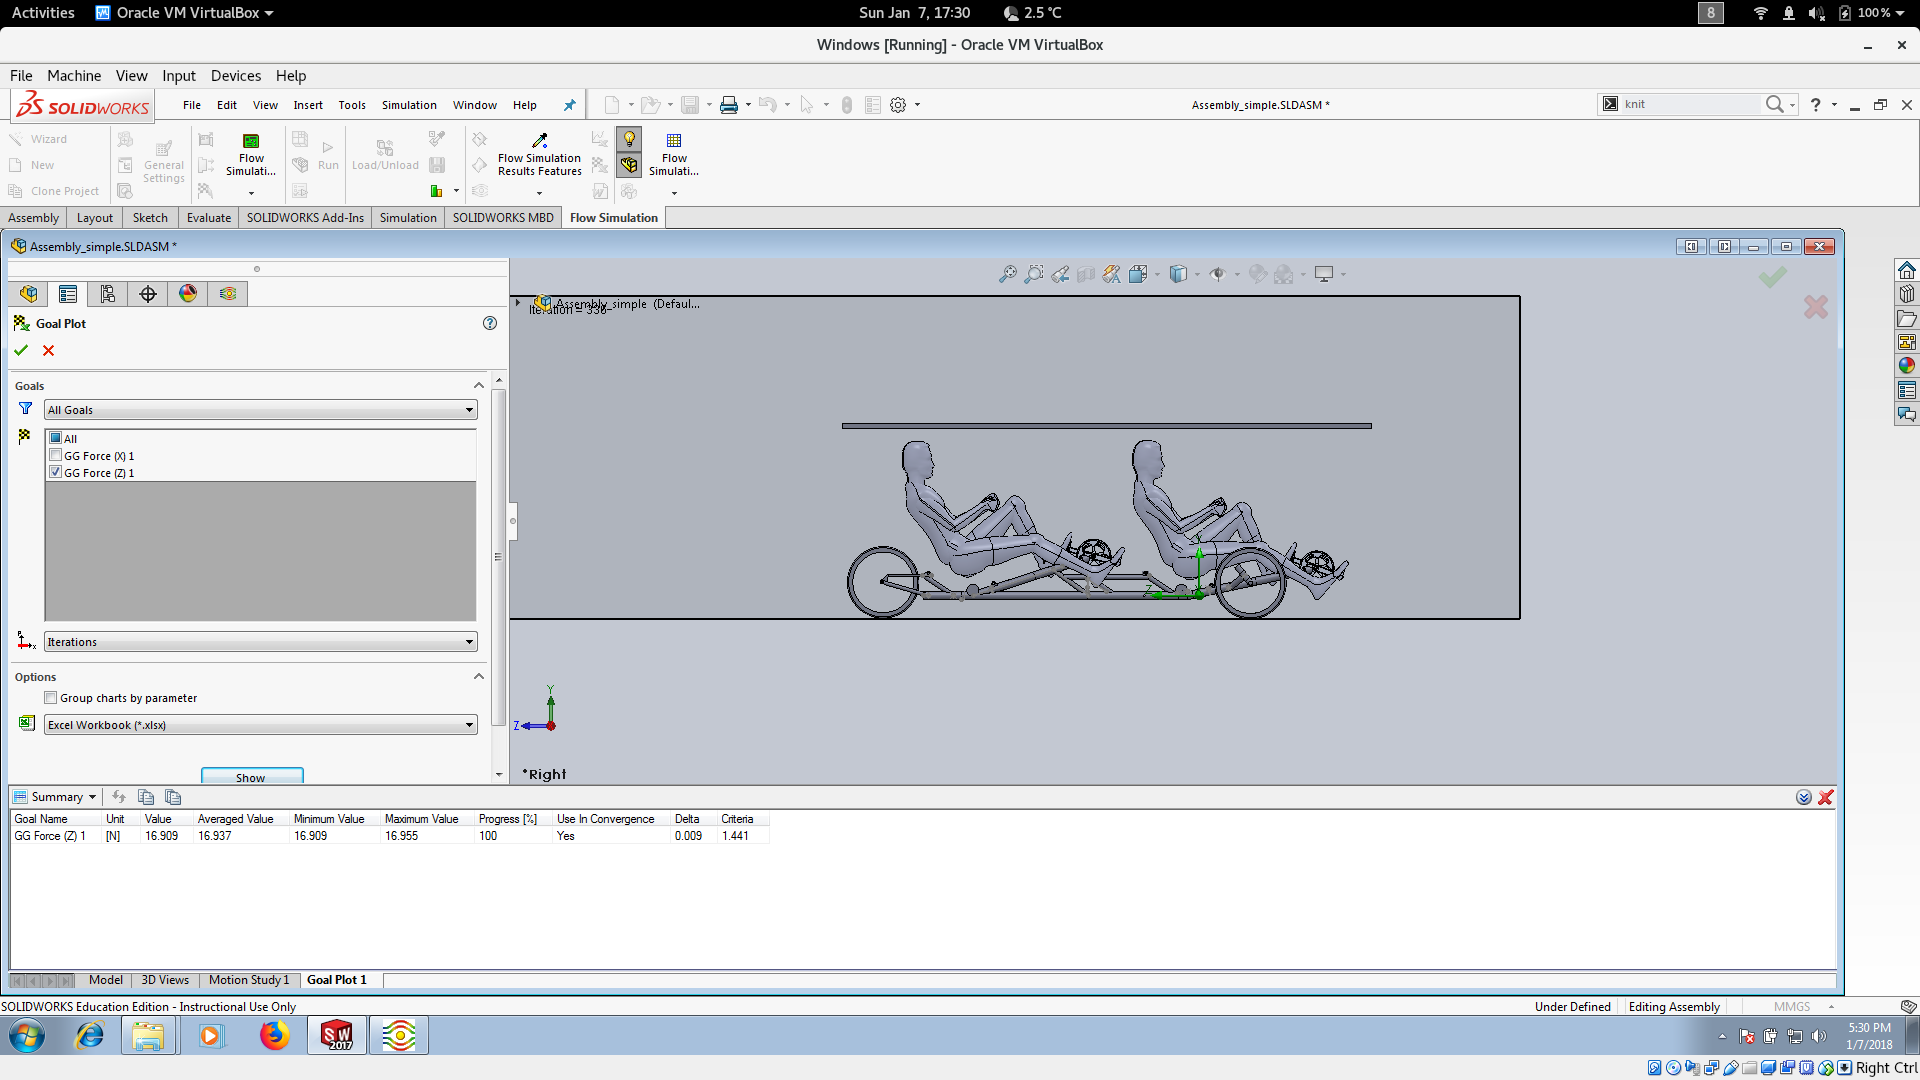 Activities Oracle VM VirtualBox Sun Jan 7, 17:30 2.5 °C 8 100 %
Windows [Running] - Oracle VM VirtualBox
File Machine View Input Devices Help
SOLIDWORKS File Edit View Insert Tools Simulation Window Help Assembly_simple.SLDASM * knit
Wizard
New
Clone Project
General Settings
Flow Simulati...
Run
Load/Unload
Flow Simulation Results Features
Flow Simulati...
Assembly Layout Sketch Evaluate SOLIDWORKS Add-Ins Simulation SOLIDWORKS MBD Flow Simulation
Assembly_simple.SLDASM *
Goal Plot
Goals
All Goals
All
GG Force (X) 1
GG Force (Z) 1
Iterations
Options
Group charts by parameter
Excel Workbook (*.xlsx)
Show
Assembly_simple (Defaul...
Iteration = 336
Y
Z
Y
Z
*Right
Summary
Goal Name Unit Value Averaged Value Minimum Value Maximum Value Progress [%] Use In Convergence Delta Criteria
GG Force (Z) 1 [N] 16.909 16.937 16.909 16.955 100 Yes 0.009 1.441
Model 3D Views Motion Study 1 Goal Plot 1
SOLIDWORKS Education Edition - Instructional Use Only Under Defined Editing Assembly MMGS
SW 2017
5:30 PM
1/7/2018
Right Ctrl